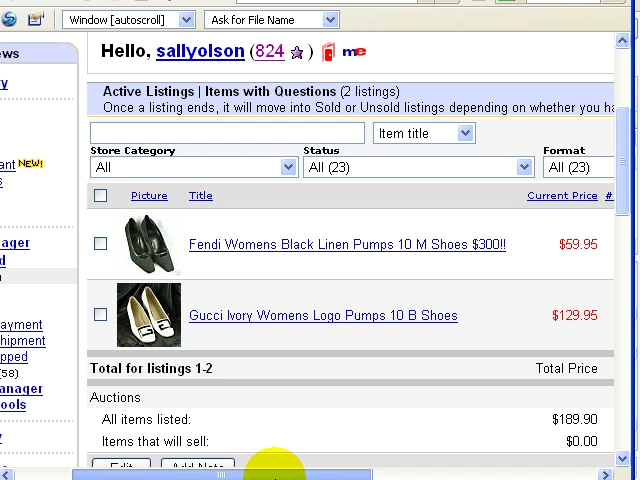 Window [autoscroll] Ask for File Name
ews
Hello, sallyolson (824 ) me
y
Active Listings | Items with Questions (2 listings)
Once a listing ends, it will move into Sold or Unsold listings depending on whether you ha
Item title
Store Category Status Format
ant NEW! All All (23) All (23)
s
Picture Title Current Price #
ager
d
Fendi Womens Black Linen Pumps 10 M Shoes $300!! $59.95
Gucci Ivory Womens Logo Pumps 10 B Shoes $129.95
ayment
hipment
pped
(58)
Total for listings 1-2 Total Price
anager
ools
Auctions
All items listed: $189.90
Items that will sell: $0.00
Edit Add Note